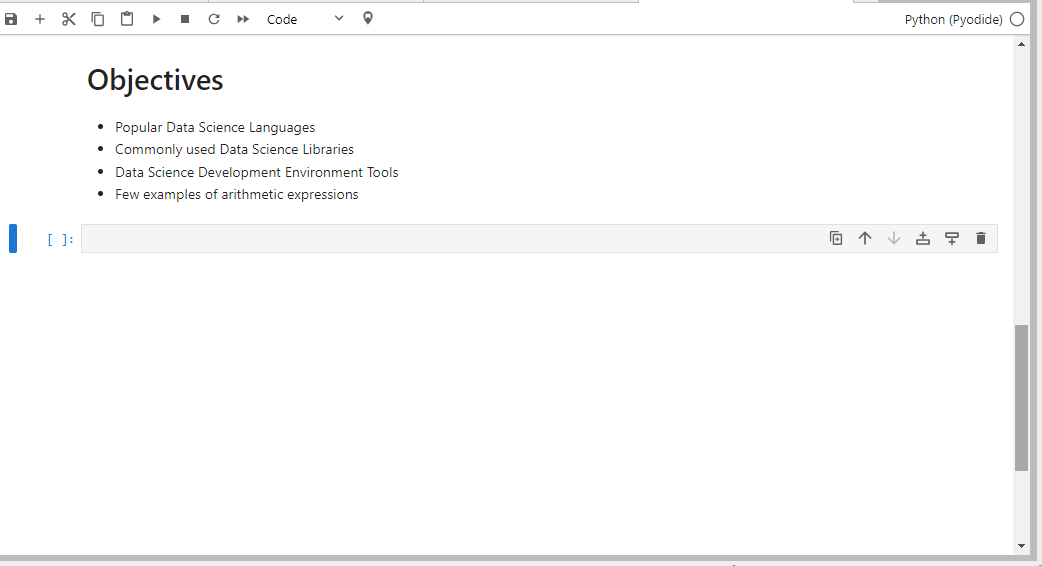 Code
Python (Pyodide)
Objectives
Popular Data Science Languages
Commonly used Data Science Libraries
Data Science Development Environment Tools
Few examples of arithmetic expressions
[ ]: